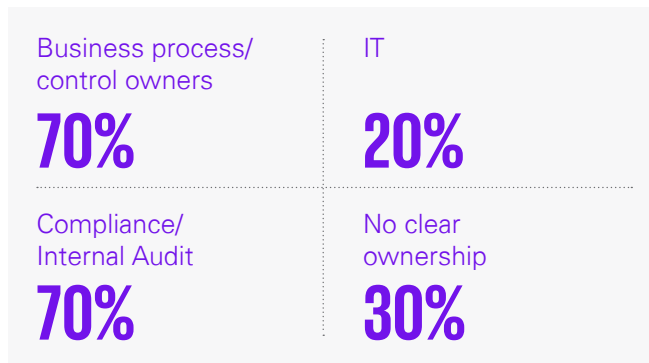 Business process/
control owners
70%
IT
20%
Compliance/
Internal Audit
70%
No clear
ownership
30%